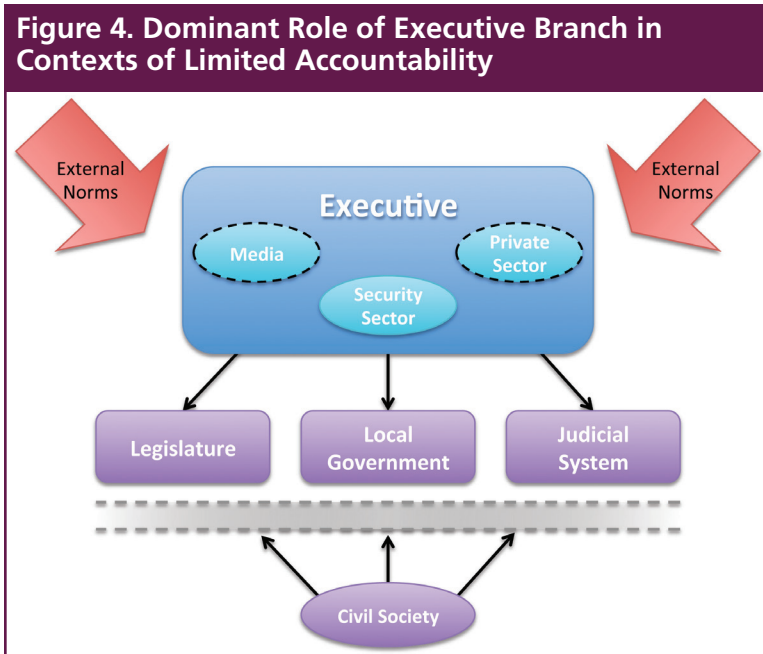 Figure 4. Dominant Role of Executive Branch in
Contexts of Limited Accountability
External
Norms
External
Norms
Executive
Media
Private
Sector
Security
Sector
Legislature
Local
Government
Judicial
System
Civil Society